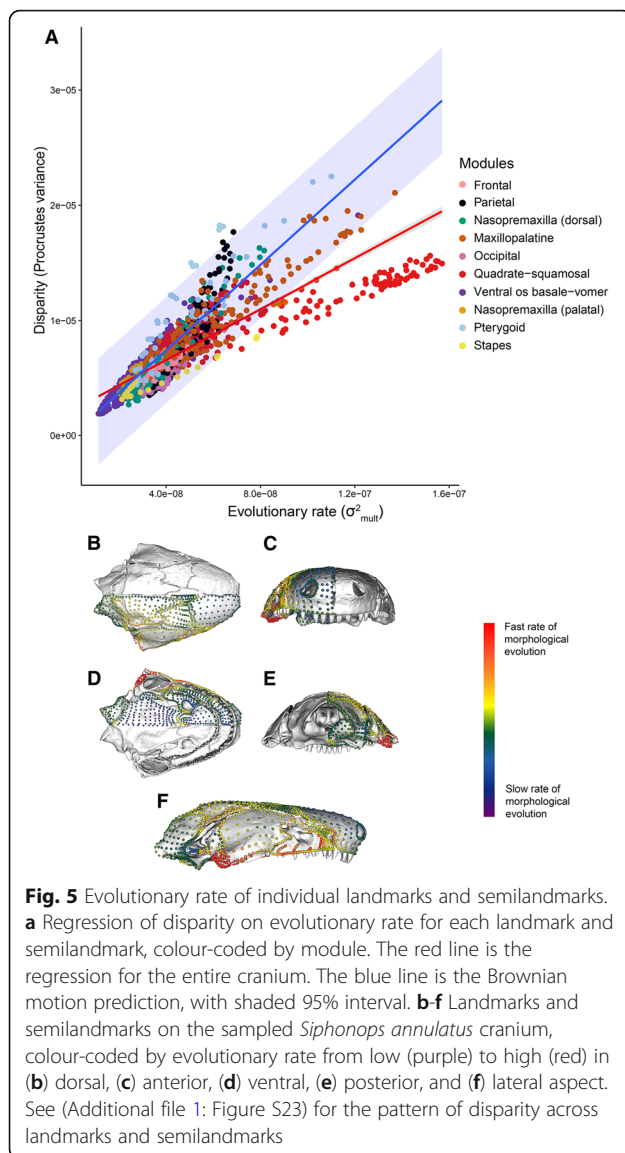 A
3e-05
2e-05
1e-05
0e+00
Disparity (Procrustes variance)
4.0e-08
8.0e-08
1.2e-07
1.6e-07
Evolutionary rate (σ²mult)
Modules
Frontal
Parietal
Nasopremaxilla (dorsal)
Maxillopalatine
Occipital
Quadrate-squamosal
Ventral os basale-vomer
Nasopremaxilla (palatal)
Pterygoid
Stapes
B
C
D
E
F
Fast rate of
morphological
evolution
Slow rate of
morphological
evolution
Fig. 5 Evolutionary rate of individual landmarks and semilandmarks.
a Regression of disparity on evolutionary rate for each landmark and
semilandmark, colour-coded by module. The red line is the
regression for the entire cranium. The blue line is the Brownian
motion prediction, with shaded 95% interval. b-f Landmarks and
semilandmarks on the sampled Siphonops annulatus cranium,
colour-coded by evolutionary rate from low (purple) to high (red) in
(b) dorsal, (c) anterior, (d) ventral, (e) posterior, and (f) lateral aspect.
See (Additional file 1: Figure S23) for the pattern of disparity across
landmarks and semilandmarks